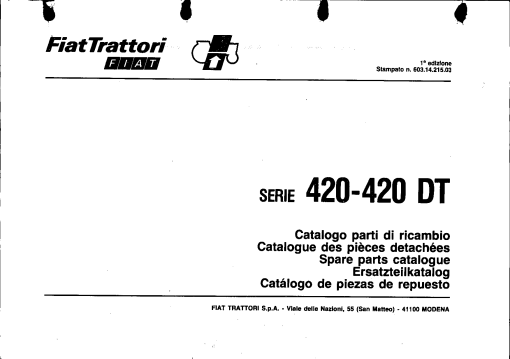 FiatTrattori
FIAT
1ª edizione
Stampato n. 603.14.215.03
SERIE 420-420 DT
Catalogo parti di ricambio
Catalogue des pièces detachées
Spare parts catalogue
Ersatzteilkatalog
Catálogo de piezas de repuesto
FIAT TRATTORI S.p.A. - Viale delle Nazioni, 55 (San Matteo) - 41100 MODENA